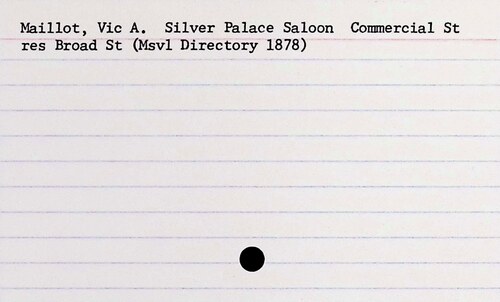 Maillot, Vic A.  Silver Palace Saloon  Commercial St
res Broad St (Msvl Directory 1878)